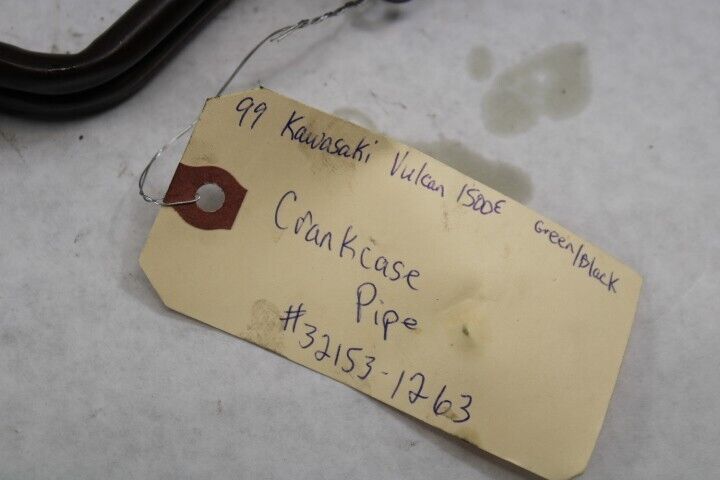 99 Kawasaki Vulcan 1500E Green/Black
Crankcase
Pipe
#32153-1263